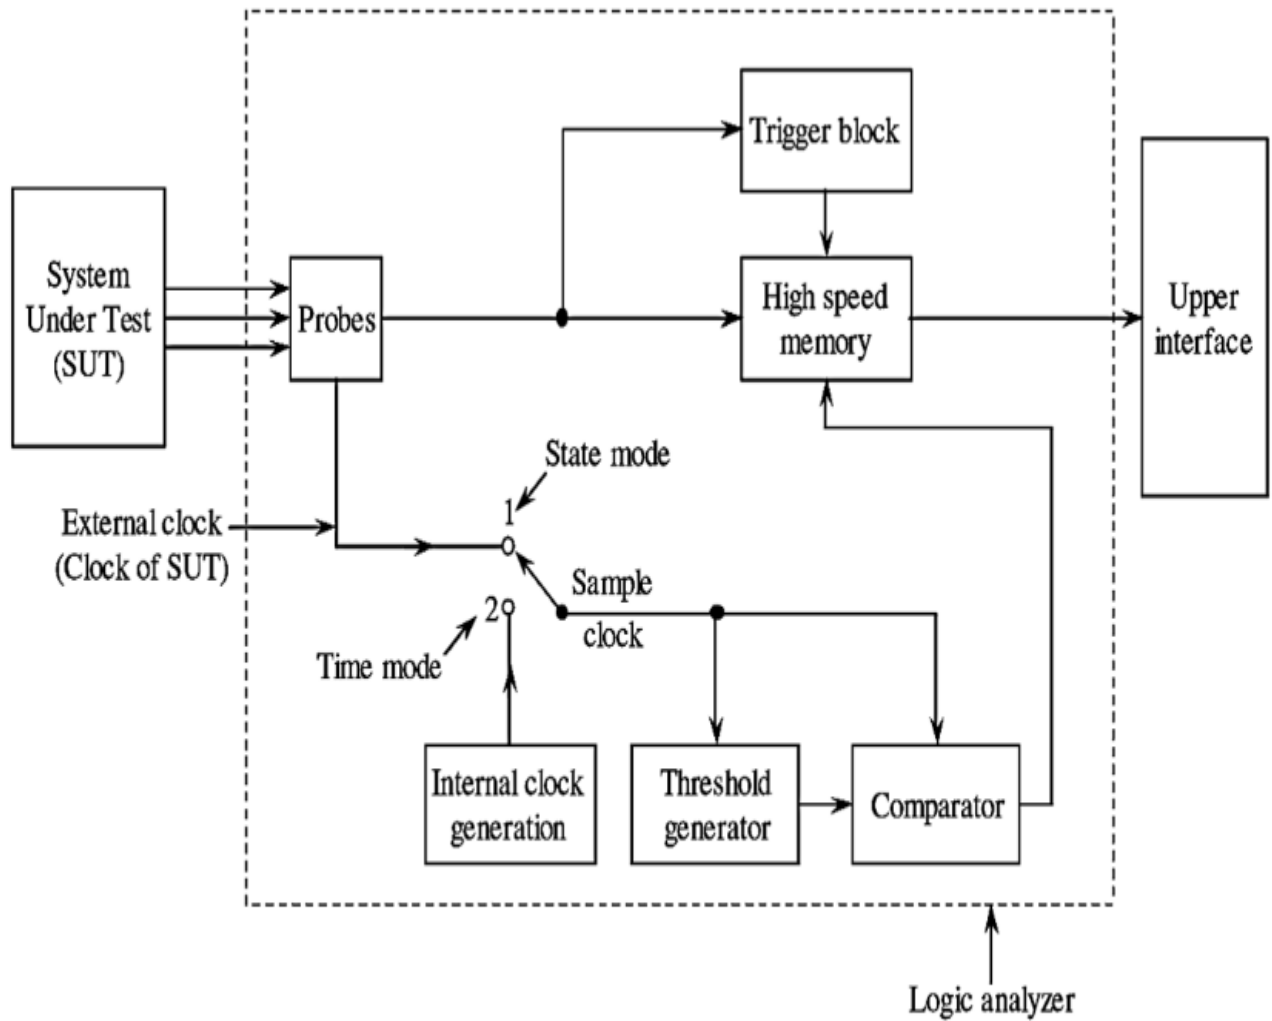 Trigger block
System
Under Test
(SUT)
Probes
High speed
memory
Upper
interface
State mode
1
External clock
(Clock of SUT)
Sample
clock
2
Time mode
Internal clock
generation
Threshold
generator
Comparator
Logic analyzer